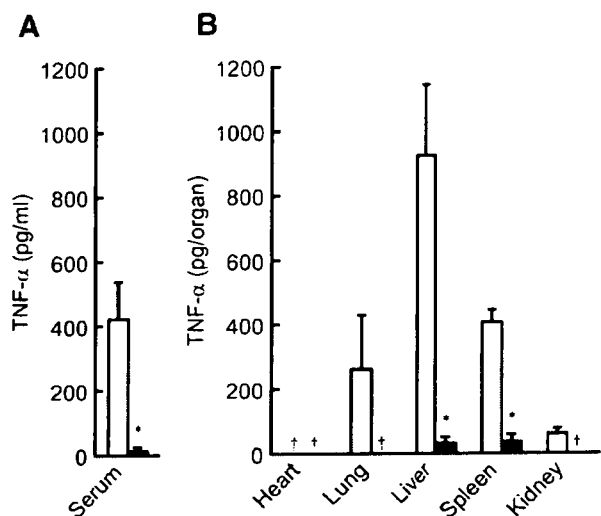 A
TNF-α (pg/ml)
1200
1000
800
600
400
200
0
*
Serum
B
TNF-α (pg/organ)
1200
1000
800
600
400
200
0
† †
†
*
*
†
Heart
Lung
Liver
Spleen
Kidney